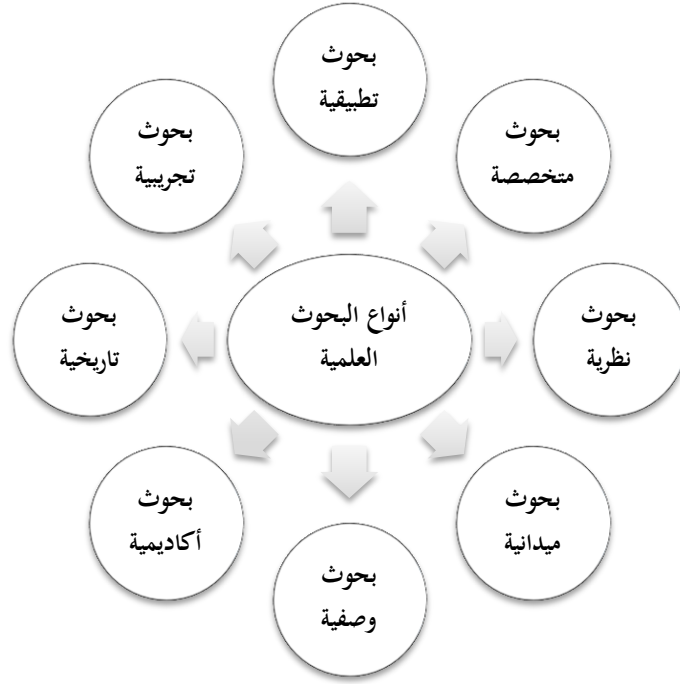 بحوث
تطبيقية
بحوث
متخصصة
بحوث
نظرية
بحوث
ميدانية
بحوث
وصفية
بحوث
أكاديمية
بحوث
تاريخية
بحوث
تجريبية
أنواع البحوث
العلمية